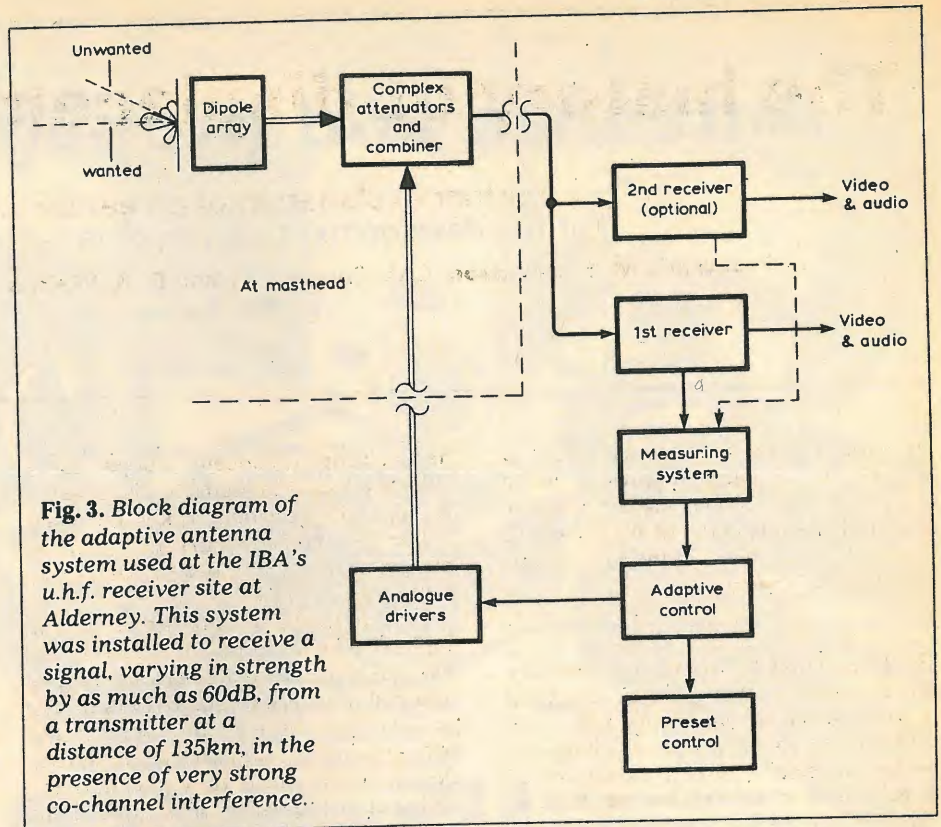 Unwanted
wanted
Dipole
array
Complex
attenuators
and
combiner
2nd receiver
(optional)
Video
& audio
At masthead
1st receiver
Video
& audio
a
Measuring
system
Adaptive
control
Analogue
drivers
Preset
control
Fig. 3. Block diagram of
the adaptive antenna
system used at the IBA's
u.h.f. receiver site at
Alderney. This system
was installed to receive a
signal, varying in strength
by as much as 60dB, from
a transmitter at a
distance of 135km, in the
presence of very strong
co-channel interference.